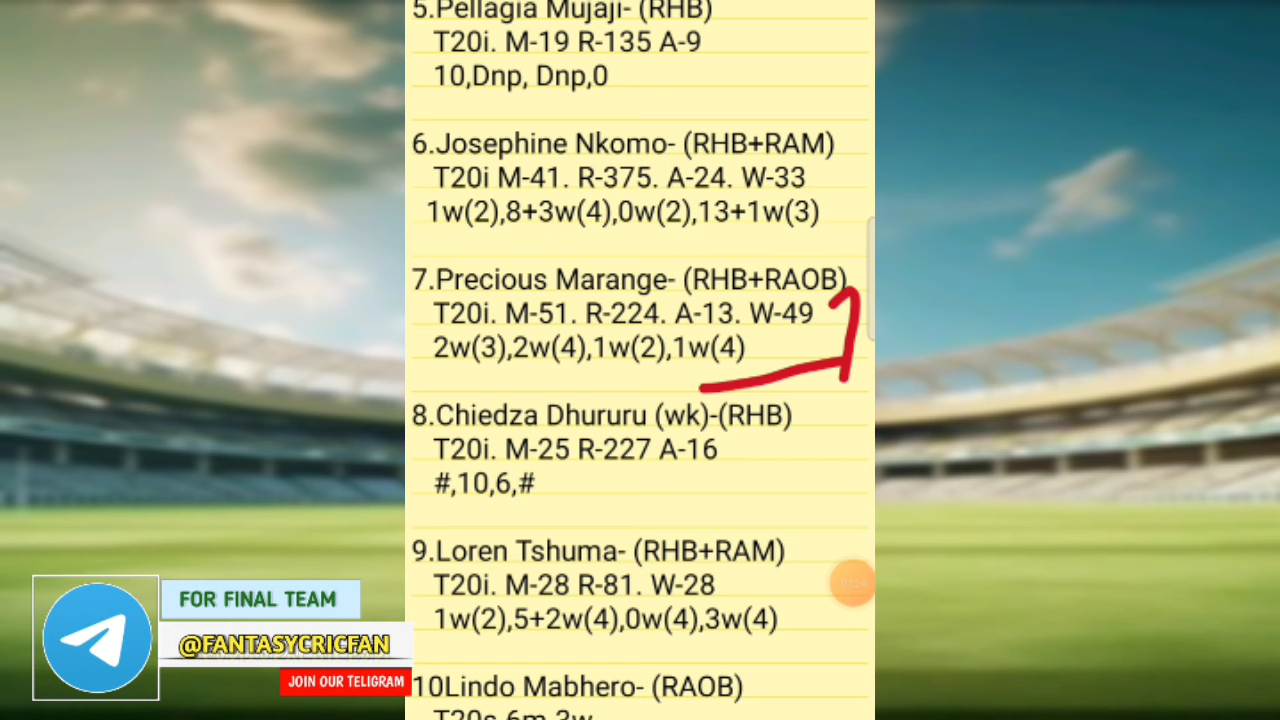 5.Pellagia Mujaji- (RHB)
T20i. M-19 R-135 A-9
10,Dnp, Dnp,0
6.Josephine Nkomo- (RHB+RAM)
T20i M-41. R-375. A-24. W-33
1w(2),8+3w(4),0w(2),13+1w(3)
7.Precious Marange- (RHB+RAOB)
T20i. M-51. R-224. A-13. W-49
2w(3),2w(4),1w(2),1w(4)
8.Chiedza Dhururu (wk)-(RHB)
T20i. M-25 R-227 A-16
#,10,6,#
9.Loren Tshuma- (RHB+RAM)
T20i. M-28 R-81. W-28
1w(2),5+2w(4),0w(4),3w(4)
10Lindo Mabhero- (RAOB)
T20s 6m 3w
FOR FINAL TEAM
@FANTASYCRICFAN
JOIN OUR TELIGRAM